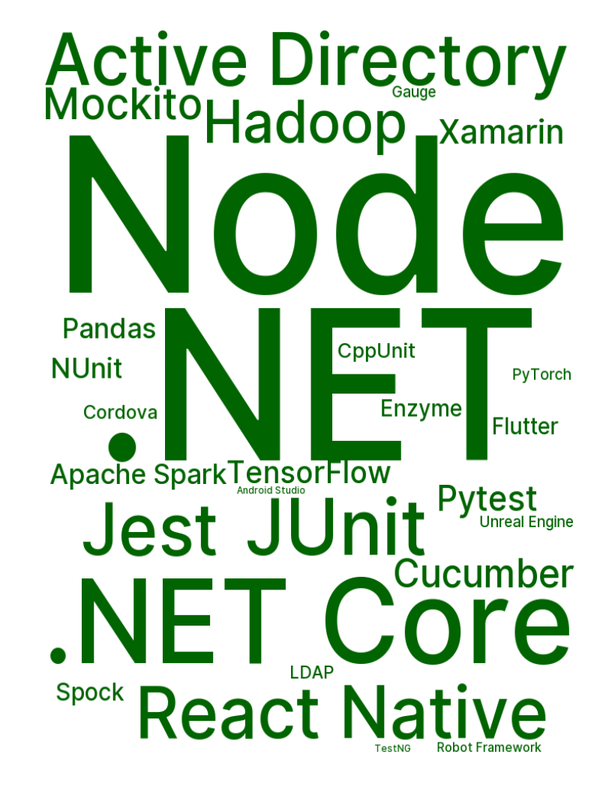 Active Directory
Gauge
Mockito
Hadoop
Xamarin
Node
.NET
Pandas
CppUnit
NUnit
PyTorch
Cordova
Enzyme
Flutter
Apache Spark
TensorFlow
Android Studio
Pytest
Jest
JUnit
Unreal Engine
Cucumber
.NET Core
LDAP
Spock
React Native
TestNG
Robot Framework